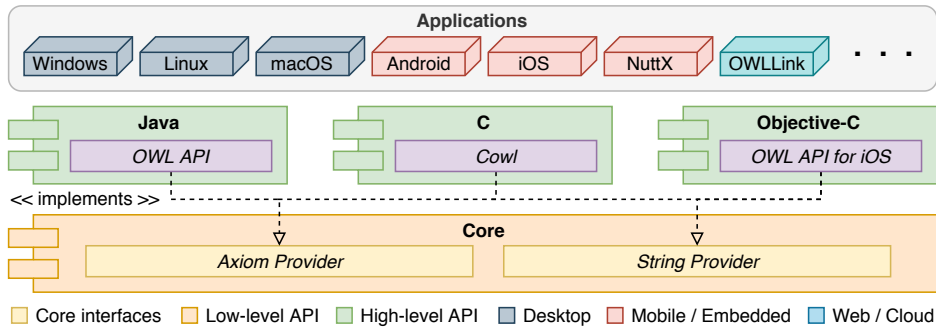 Applications
Windows Linux macOS Android iOS NuttX OWLLink . . .
Java C Objective-C
OWL API Cowl OWL API for iOS
<< implements >>
Core
Axiom Provider String Provider
Core interfaces Low-level API High-level API Desktop Mobile / Embedded Web / Cloud